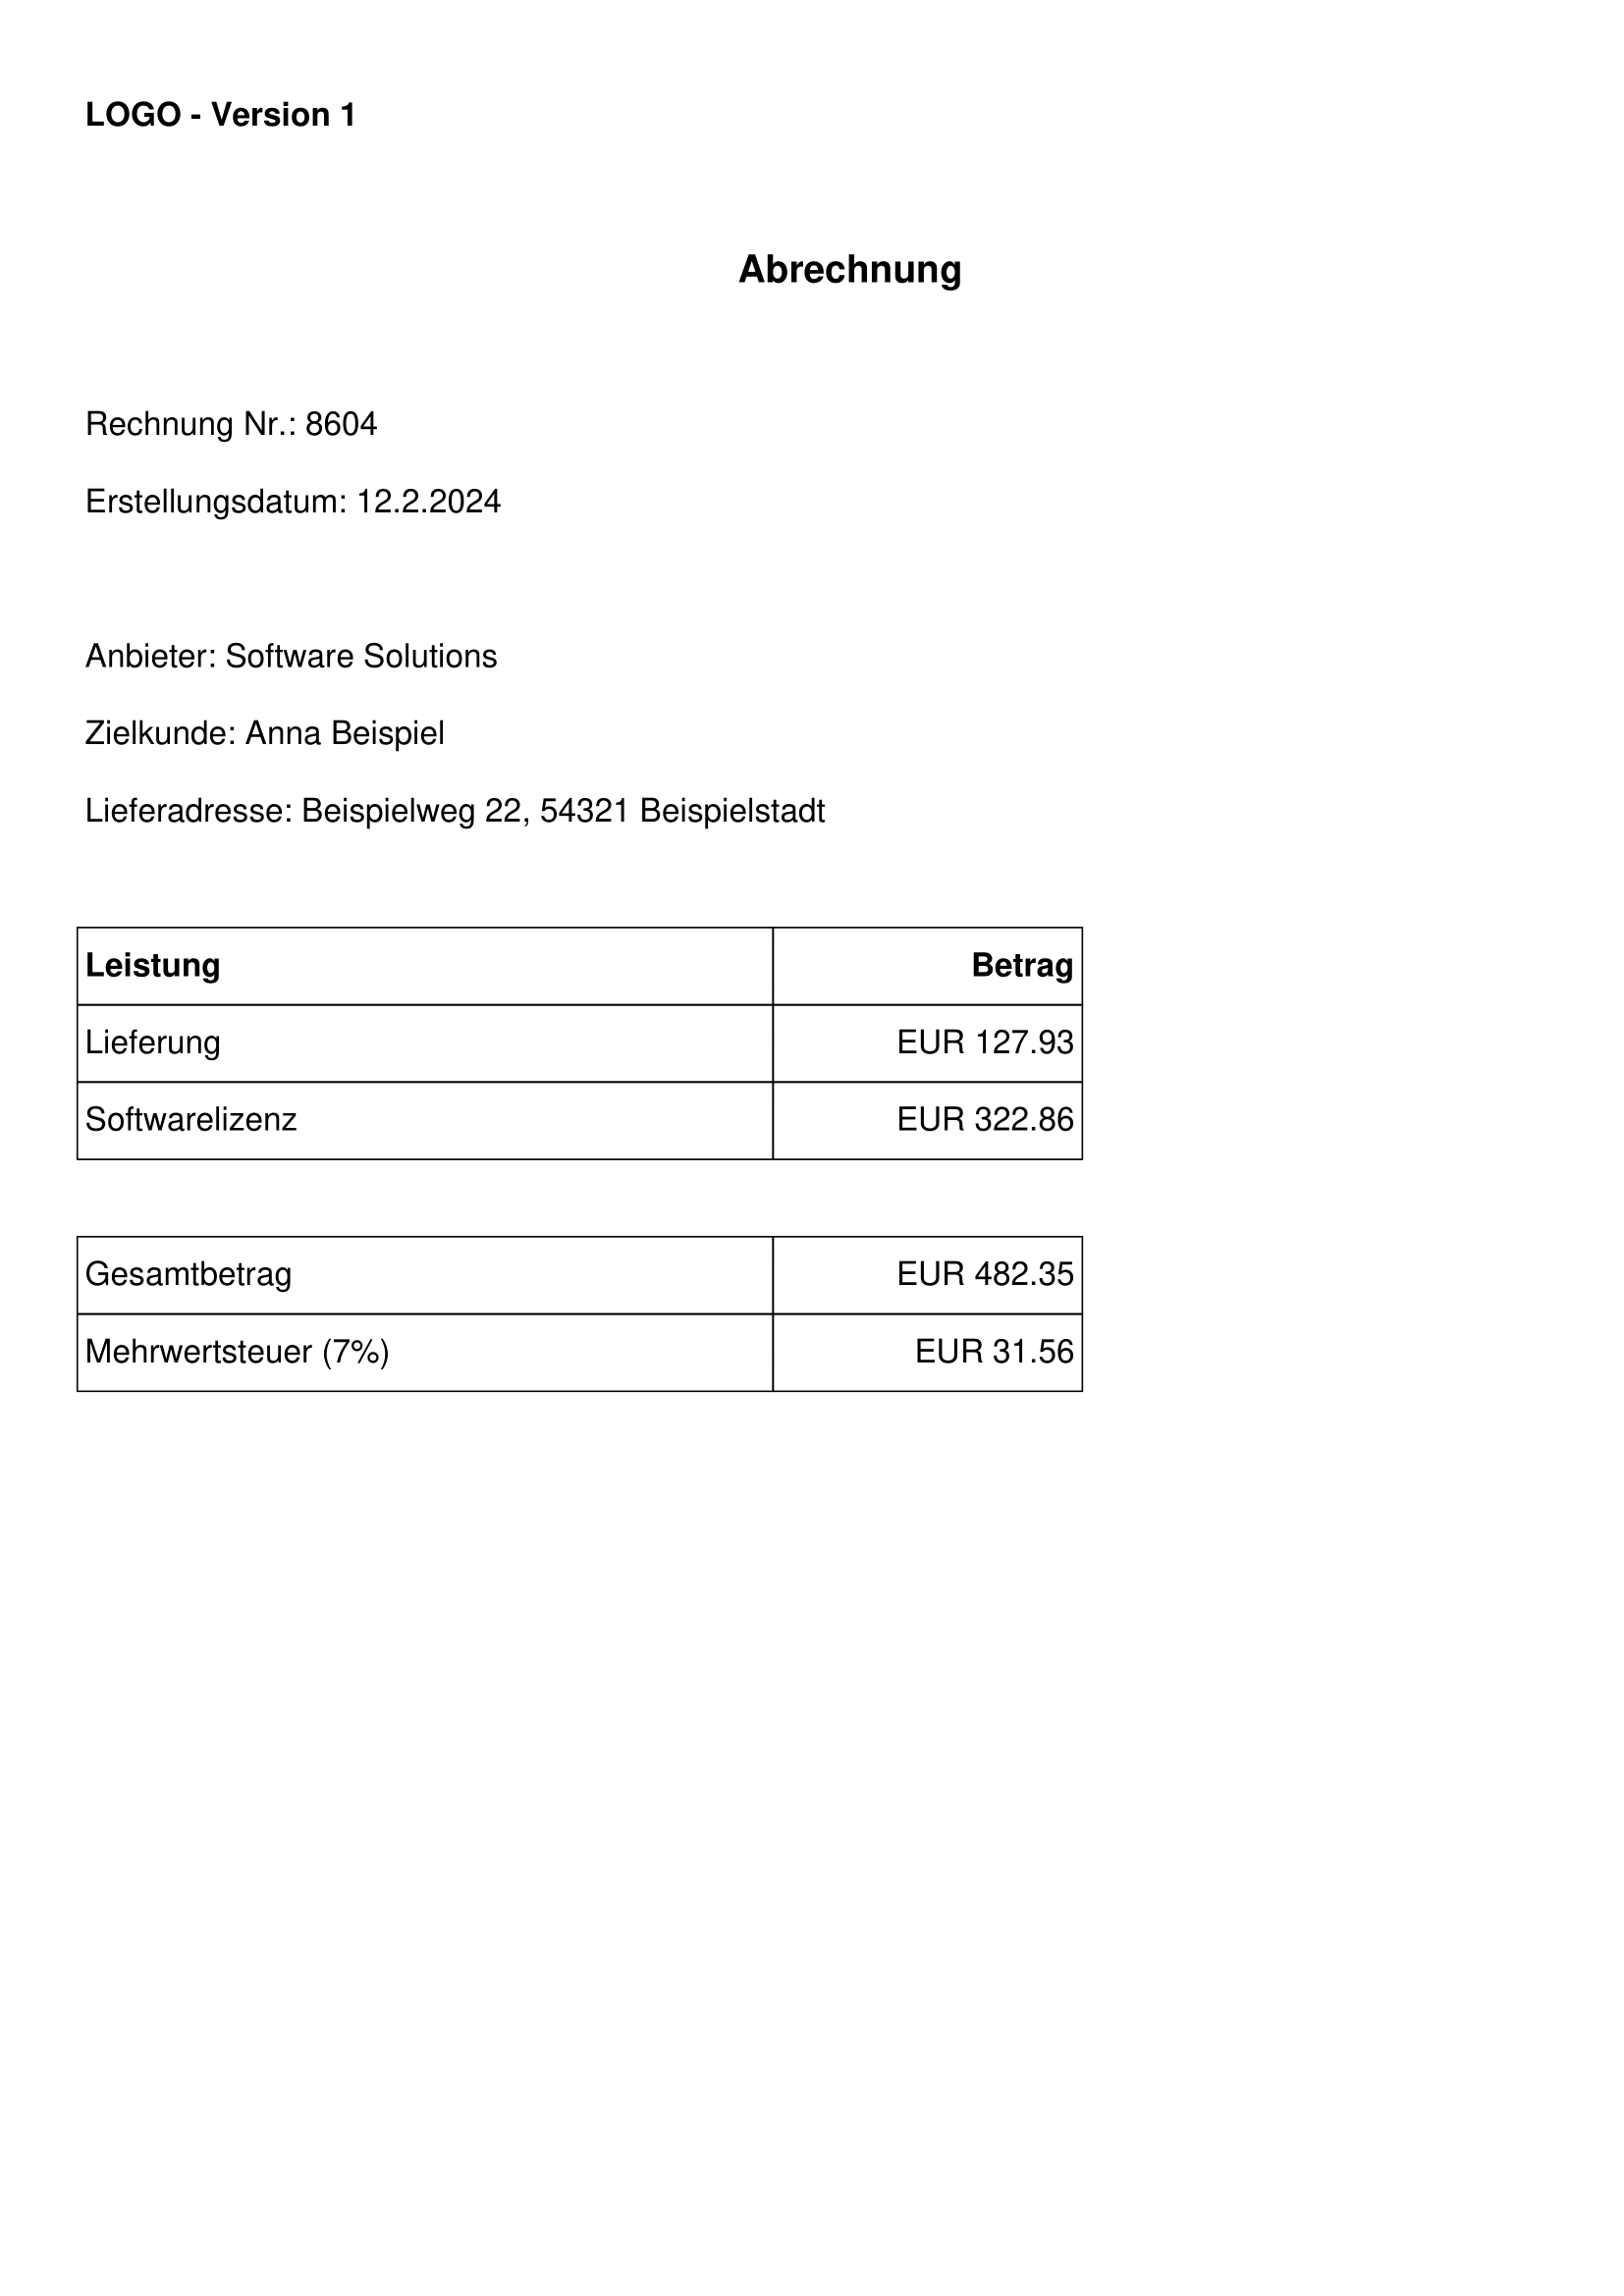 LOGO - Version 1
Abrechnung
Rechnung Nr.: 8604
Erstellungsdatum: 12.2.2024
Anbieter: Software Solutions
Zielkunde: Anna Beispiel
Lieferadresse: Beispielweg 22, 54321 Beispielstadt
Leistung Betrag
Lieferung EUR 127.93
Softwarelizenz EUR 322.86
Gesamtbetrag EUR 482.35
Mehrwertsteuer (7%) EUR 31.56